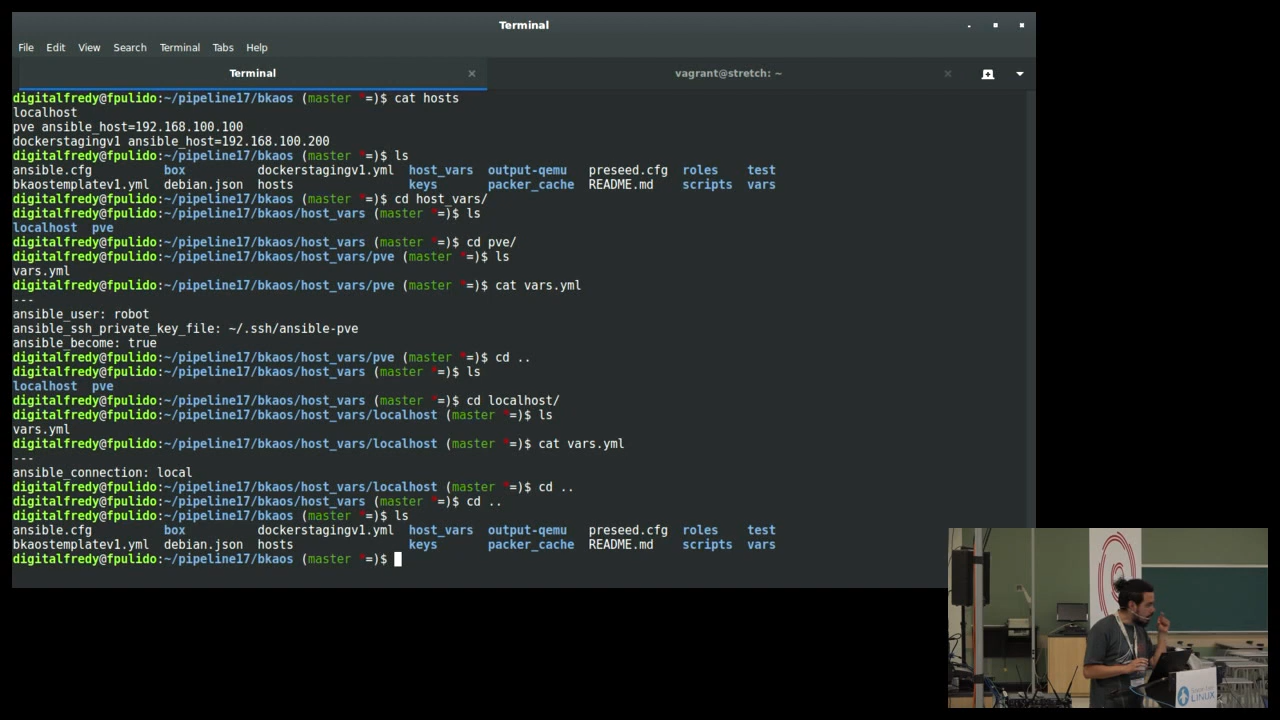 Terminal
File Edit View Search Terminal Tabs Help
Terminal
vagrant@stretch: ~
digitalfredy@fpulido:~/pipeline17/bkaos (master *=)$ cat hosts
localhost
pve ansible_host=192.168.100.100
dockerstagingv1 ansible_host=192.168.100.200
digitalfredy@fpulido:~/pipeline17/bkaos (master *=)$ ls
ansible.cfg box dockerstagingv1.yml host_vars output-qemu preseed.cfg roles test
bkaostemplatev1.yml debian.json hosts keys packer_cache README.md scripts vars
digitalfredy@fpulido:~/pipeline17/bkaos (master *=)$ cd host_vars/
digitalfredy@fpulido:~/pipeline17/bkaos/host_vars (master *=)$ ls
localhost pve
digitalfredy@fpulido:~/pipeline17/bkaos/host_vars (master *=)$ cd pve/
digitalfredy@fpulido:~/pipeline17/bkaos/host_vars/pve (master *=)$ ls
vars.yml
digitalfredy@fpulido:~/pipeline17/bkaos/host_vars/pve (master *=)$ cat vars.yml
---
ansible_user: robot
ansible_ssh_private_key_file: ~/.ssh/ansible-pve
ansible_become: true
digitalfredy@fpulido:~/pipeline17/bkaos/host_vars/pve (master *=)$ cd ..
digitalfredy@fpulido:~/pipeline17/bkaos/host_vars (master *=)$ ls
localhost pve
digitalfredy@fpulido:~/pipeline17/bkaos/host_vars (master *=)$ cd localhost/
digitalfredy@fpulido:~/pipeline17/bkaos/host_vars/localhost (master *=)$ ls
vars.yml
digitalfredy@fpulido:~/pipeline17/bkaos/host_vars/localhost (master *=)$ cat vars.yml
---
ansible_connection: local
digitalfredy@fpulido:~/pipeline17/bkaos/host_vars/localhost (master *=)$ cd ..
digitalfredy@fpulido:~/pipeline17/bkaos/host_vars (master *=)$ cd ..
digitalfredy@fpulido:~/pipeline17/bkaos (master *=)$ ls
ansible.cfg box dockerstagingv1.yml host_vars output-qemu preseed.cfg roles test
bkaostemplatev1.yml debian.json hosts keys packer_cache README.md scripts vars
digitalfredy@fpulido:~/pipeline17/bkaos (master *=)$
LINUX